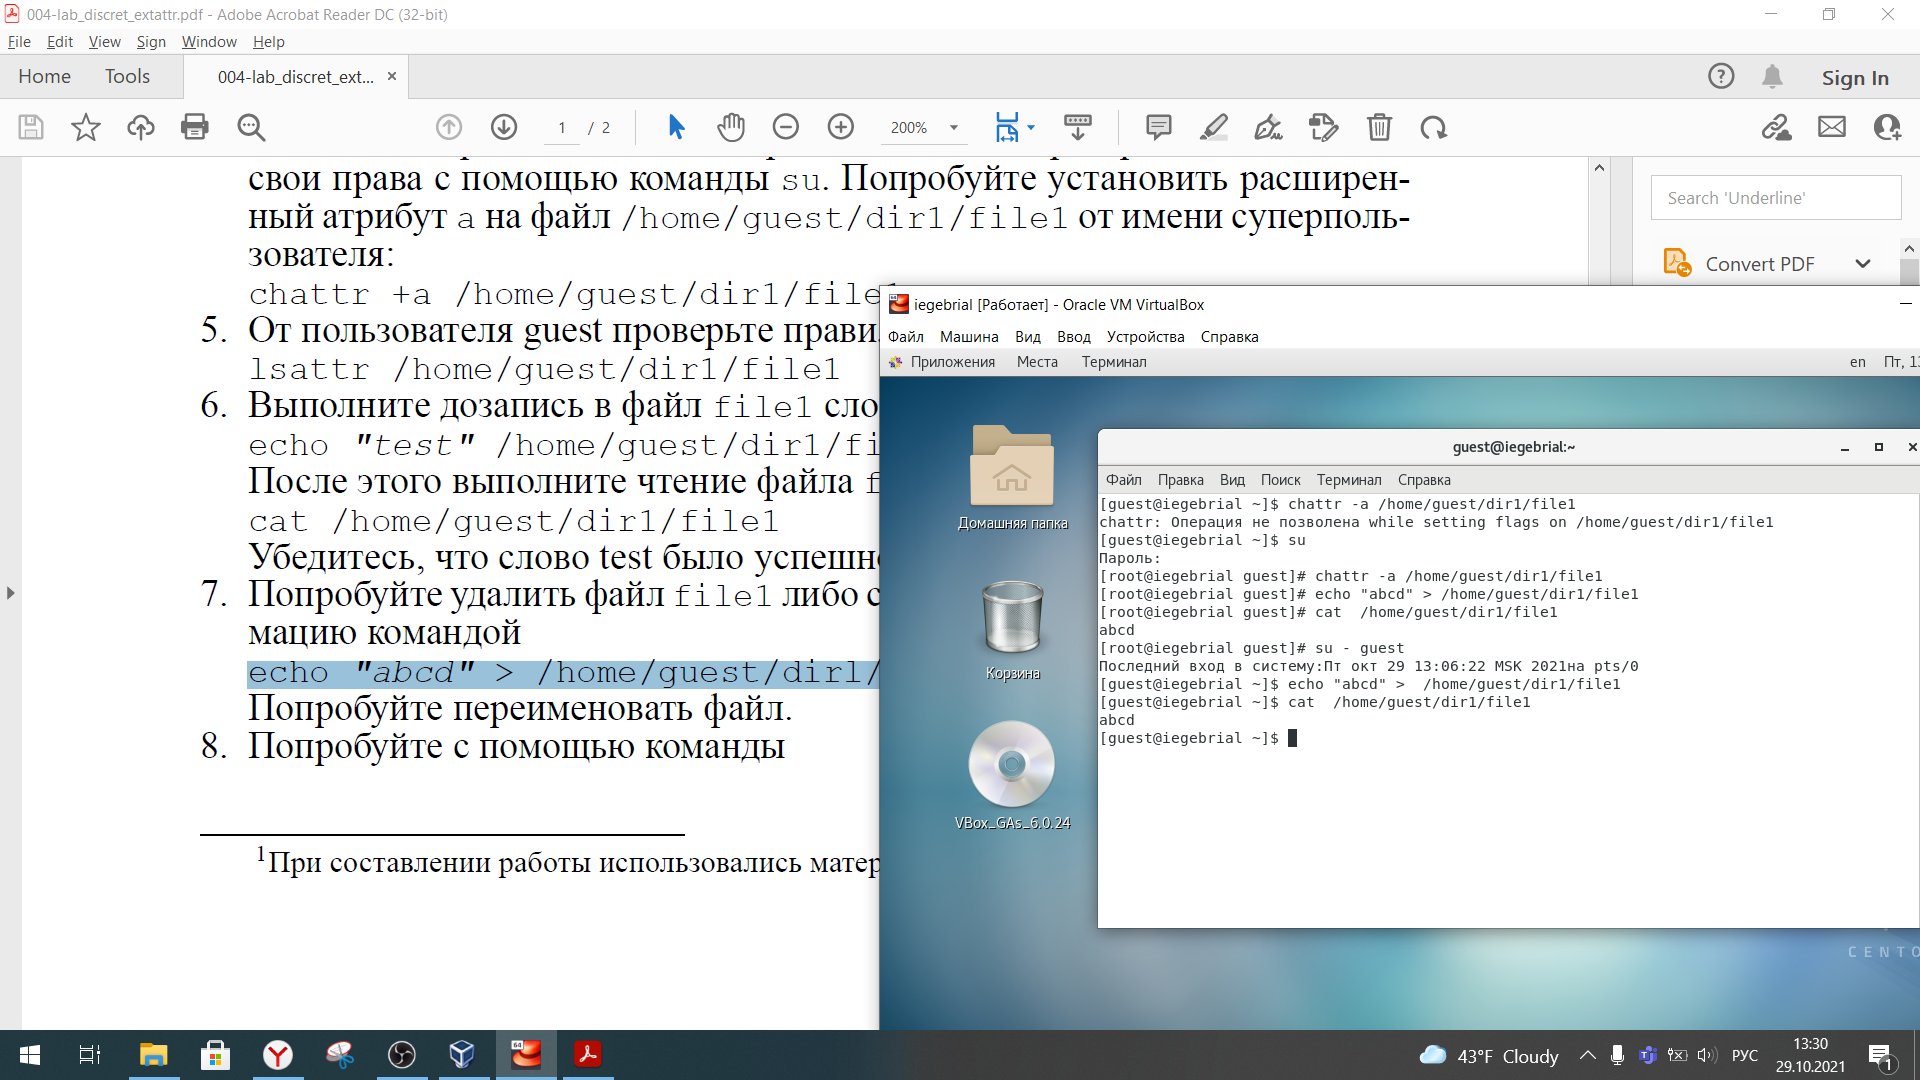 004-lab_discret_extattr.pdf - Adobe Acrobat Reader DC (32-bit)
File Edit View Sign Window Help
Home Tools 004-lab_discret_ext... × Sign In
1 / 2 200%
свои права с помощью команды su. Попробуйте установить расширен-
ный атрибут a на файл /home/guest/dir1/file1 от имени суперполь-
зователя:
chattr +a /home/guest/dir1/file1
5. От пользователя guest проверьте
lsattr /home/guest/dir1/file1
6. Выполните дозапись в файл file1
echo "test" /home/guest/dir1/fi
После этого выполните чтение файла f
cat /home/guest/dir1/file1
Убедитесь, что слово test было
7. Попробуйте удалить файл file1 либо с
мацию командой
echo "abcd" > /home/guest/dirl/
Попробуйте переименовать файл.
8. Попробуйте с помощью команды
1При составлении работы использовались матер
Search 'Underline'
Convert PDF
iegebrial [Работает] - Oracle VM VirtualBox
Файл Машина Вид Ввод Устройства Справка
Приложения Места Терминал en Пт, 13
Домашняя папка
Корзина
VBox_GAs_6.0.24
guest@iegebrial:~
Файл Правка Вид Поиск Терминал Справка
[guest@iegebrial ~]$ chattr -a /home/guest/dir1/file1
chattr: Операция не позволена while setting flags on /home/guest/dir1/file1
[guest@iegebrial ~]$ su
Пароль:
[root@iegebrial guest]# chattr -a /home/guest/dir1/file1
[root@iegebrial guest]# echo "abcd" > /home/guest/dir1/file1
[root@iegebrial guest]# cat  /home/guest/dir1/file1
abcd
[root@iegebrial guest]# su - guest
Последний вход в систему:Пт окт 29 13:06:22 MSK 2021на pts/0
[guest@iegebrial ~]$ echo "abcd" >  /home/guest/dir1/file1
[guest@iegebrial ~]$ cat  /home/guest/dir1/file1
abcd
[guest@iegebrial ~]$
CENTO
64
43°F Cloudy РУС 13:30
29.10.2021
1